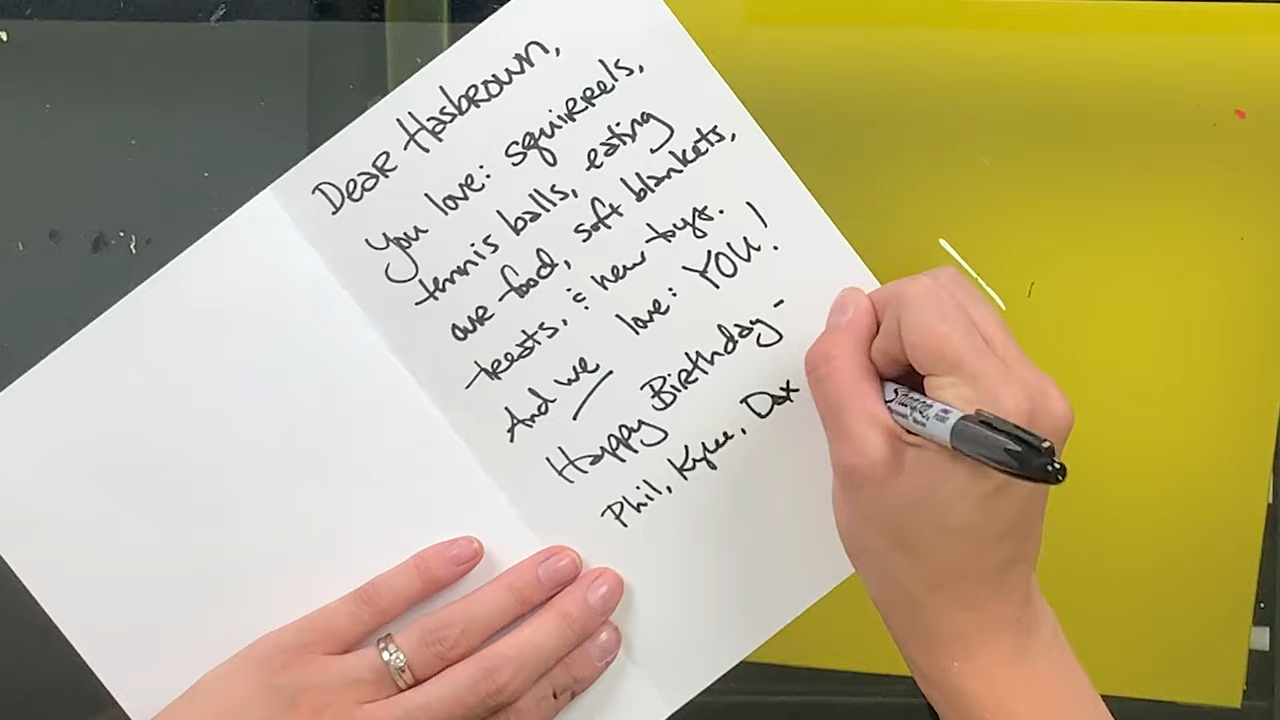 Dear Hasbrown,
You love: squirrels,
tennis balls, eating
our food, soft blankets,
treats, & new toys.
And we love: YOU!
Happy Birthday -
Phil, Kylee, Dax
Sharpie